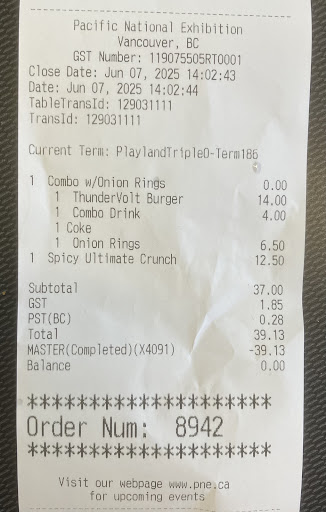 Pacific National Exhibition
Vancouver, BC
GST Number: 119075505RT0001
Close Date: Jun 07, 2025 14:02:43
Date: Jun 07, 2025 14:02:44
TableTransId: 129031111
TransId: 129031111
Current Term: PlaylandTripleO-Term186
1 Combo w/Onion Rings 0.00
1 ThunderVolt Burger 14.00
1 Combo Drink 4.00
1 Coke
1 Onion Rings 6.50
1 Spicy Ultimate Crunch 12.50
Subtotal 37.00
GST 1.85
PST(BC) 0.28
Total 39.13
MASTER(Completed)(X4091) -39.13
Balance 0.00
********************
Order Num: 8942
********************
Visit our webpage www.pne.ca
for upcoming events